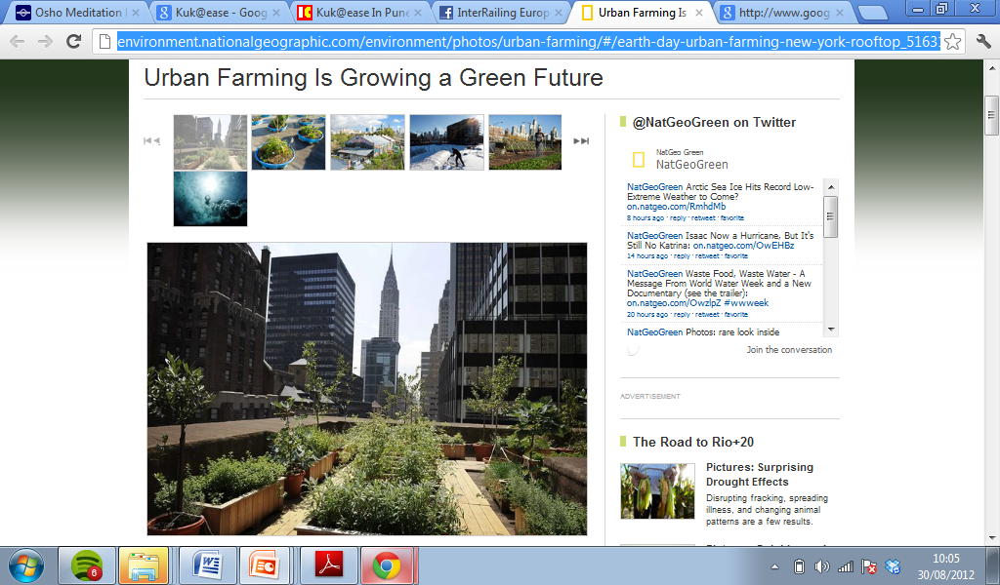 Osho Meditation
Kuk@ease - Goog
Kuk@ease In Pune
InterRailing Europ
Urban Farming Is
http://www.goog
environment.nationalgeographic.com/environment/photos/urban-farming/#/earth-day-urban-farming-new-york-rooftop_5163
Urban Farming Is Growing a Green Future
@NatGeoGreen on Twitter
NatGeo Green
NatGeoGreen
NatGeoGreen Arctic Sea Ice Hits Record Low-
Extreme Weather to Come?
on.natgeo.com/RmhdMb
8 hours ago · reply · retweet · favorite
NatGeoGreen Isaac Now a Hurricane, But It's
Still No Katrina: on.natgeo.com/OwEHBz
14 hours ago · reply · retweet · favorite
NatGeoGreen Waste Food, Waste Water - A
Message From World Water Week and a New
Documentary (see the trailer):
on.natgeo.com/OwzlpZ #wwweek
20 hours ago · reply · retweet · favorite
NatGeoGreen Photos: rare look inside
Join the conversation
ADVERTISEMENT
The Road to Rio+20
Pictures: Surprising
Drought Effects
Disrupting fracking, spreading
illness, and changing animal
patterns are a few results.
6
10:05
30/08/2012